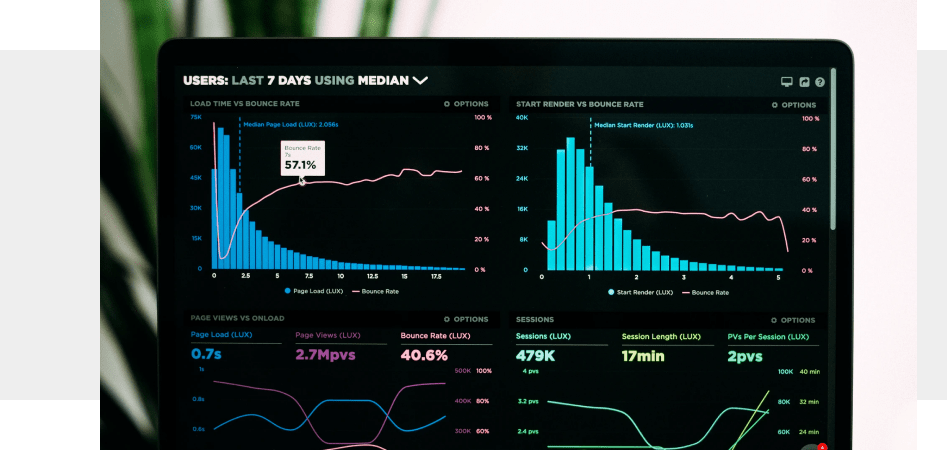 USERS: LAST 7 DAYS USING MEDIAN
LOAD TIME VS BOUNCE RATE
OPTIONS
75K
100 %
Median Page Load (LUX): 2.056s
60K
80 %
Bounce Rate
7s
57.1%
45K
60 %
30K
40 %
15K
20 %
0
0 %
0 2.5 5 7.5 10 12.5 15 17.5
Page Load (LUX) Bounce Rate
START RENDER VS BOUNCE RATE
OPTIONS
40K
100 %
Median Start Render (LUX): 1.031s
32K
80 %
24K
60 %
16K
40 %
8K
20 %
0
0 %
0 1 2 3 4 5
Start Render (LUX) Bounce Rate
PAGE VIEWS VS ONLOAD
OPTIONS
Page Load (LUX) Page Views (LUX) Bounce Rate (LUX)
0.7s 2.7Mpvs 40.6%
1s
500K 100%
0.8s
400K 80%
0.6s
300K 60%
SESSIONS
OPTIONS
Sessions (LUX) Session Length (LUX) PVs Per Session (LUX)
479K 17min 2pvs
4 pvs
100K 40 min
3.2 pvs
80K 32 min
2.4 pvs
60K 24 min